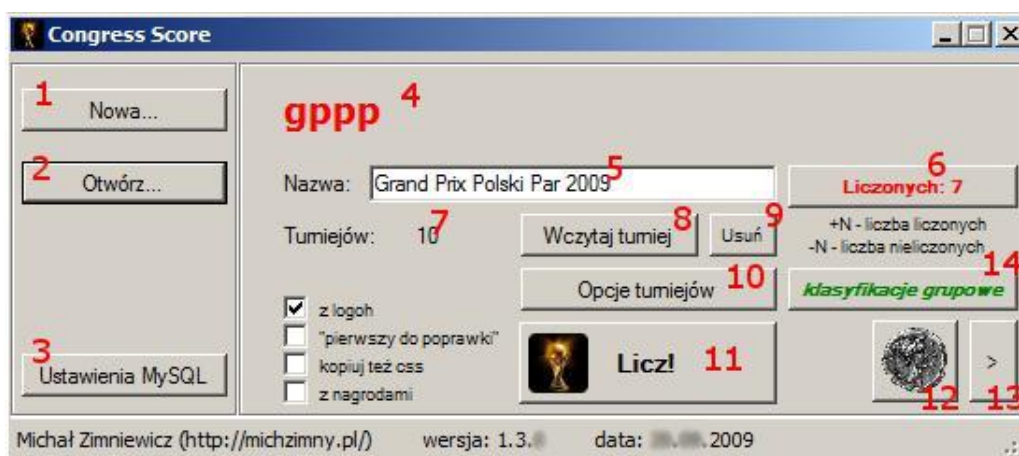 Congress Score
1
Nowa...
2
Otwórz...
3
Ustawienia MySQL
gppp 4
Nazwa: Grand Prix Polski Par 2009 5
6
Liczonych: 7
+N - liczba liczonych
-N - liczba nieliczonych
Turniejów: 10 7
Wczytaj turniej 8
Usuń 9
Opcje turniejów 10
klasyfikacje grupowe 14
z logoh
"pierwszy do poprawki"
kopiuj też css
z nagrodami
Licz! 11
12
> 13
Michał Zimniewicz (http://michzimny.pl/) wersja: 1.3. data: .2009